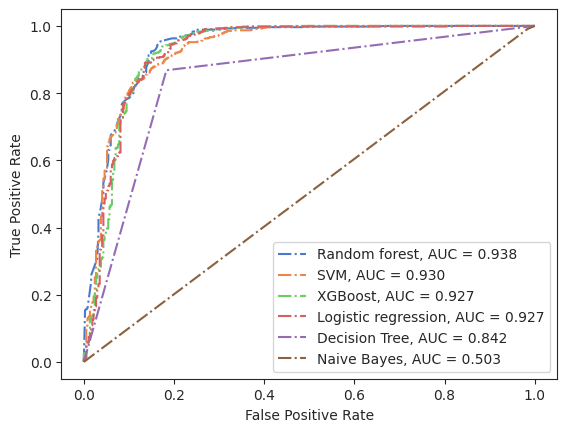 True Positive Rate
1.0
0.8
0.6
0.4
0.2
0.0
Random forest, AUC = 0.938
SVM, AUC = 0.930
XGBoost, AUC = 0.927
Logistic regression, AUC = 0.927
Decision Tree, AUC = 0.842
Naive Bayes, AUC = 0.503
0.0 0.2 0.4 0.6 0.8 1.0
False Positive Rate